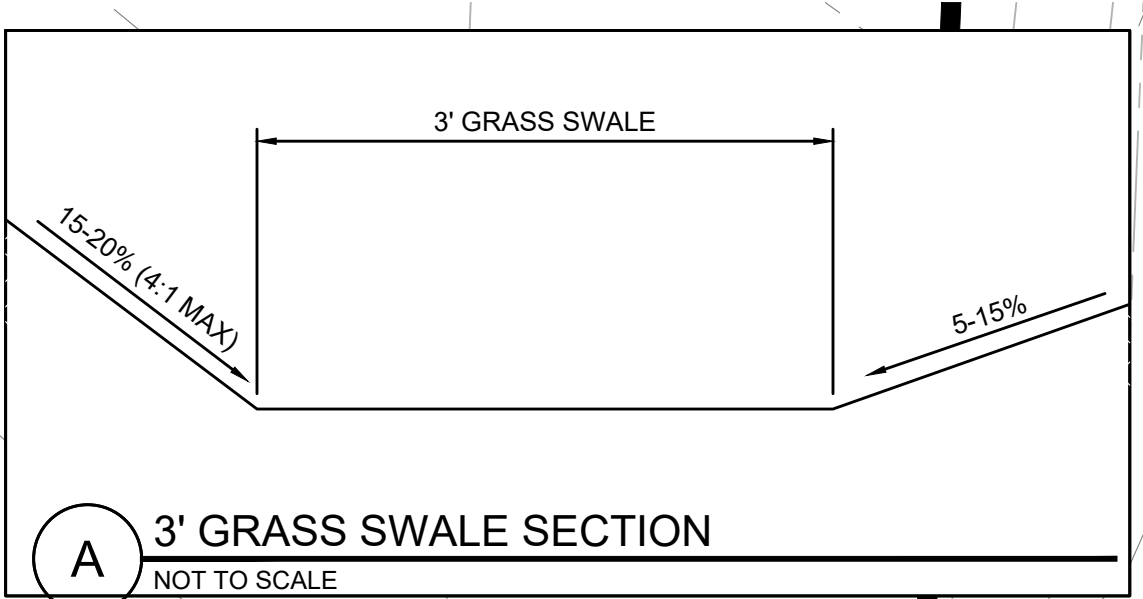 3' GRASS SWALE
15-20% (4:1 MAX)
5-15%
A
3' GRASS SWALE SECTION
NOT TO SCALE